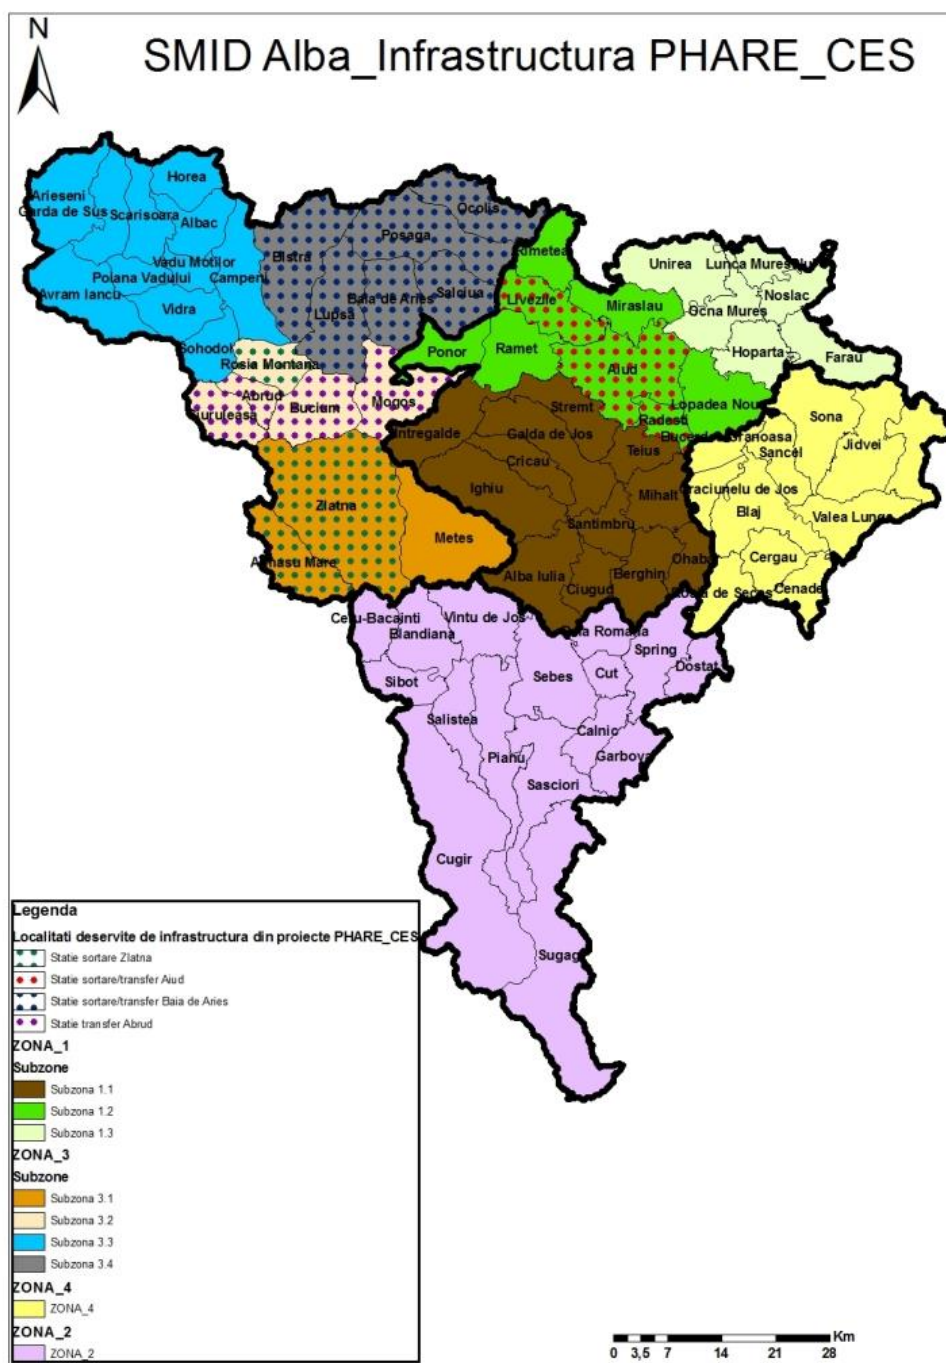 N
SMID Alba_Infrastructura PHARE_CES
Horea
Arieseni
Garda de Sus
Scarisoara
Albac
Vadu Motilor
Poiana Vadului
Campeni
Avram Iancu
Vidra
Sohodol
Bistra
Posaga
Ocolis
Baia de Aries
Salciua
Lupsa
Rimetea
Livezile
Miraslau
Ponor
Ramet
Aiud
Lopadea Nou
Radesti
Unirea
Lunca Mures
Noslac
Ocna Mures
Hoparta
Farau
Rosia Montana
Abrud
Bucium
Mogos
Intregalde
Stremt
Galda de Jos
Teius
Cricau
Ighiu
Mihalt
Santimbru
Alba Iulia
Berghin
Ohaba
Ciugud
Zlatna
Metes
Almasu Mare
Sona
Jidvei
Sancel
Blaj
Valea Lunga
Cergau
Cenade
Vintu de Jos
Blandiana
Sibot
Salistea
Pianu
Sebes
Cut
Spring
Dostat
Calnic
Garbova
Sasciori
Cugir
Sugag
Legenda
Localitati deservite de infrastructura din proiecte PHARE_CES
Statie sortare Zlatna
Statie sortare/transfer Aiud
Statie sortare/transfer Baia de Aries
Statie transfer Abrud
ZONA_1
Subzone
Subzona 1.1
Subzona 1.2
Subzona 1.3
ZONA_3
Subzone
Subzona 3.1
Subzona 3.2
Subzona 3.3
Subzona 3.4
ZONA_4
ZONA_4
ZONA_2
ZONA_2
Km
0 3,5 7 14 21 28